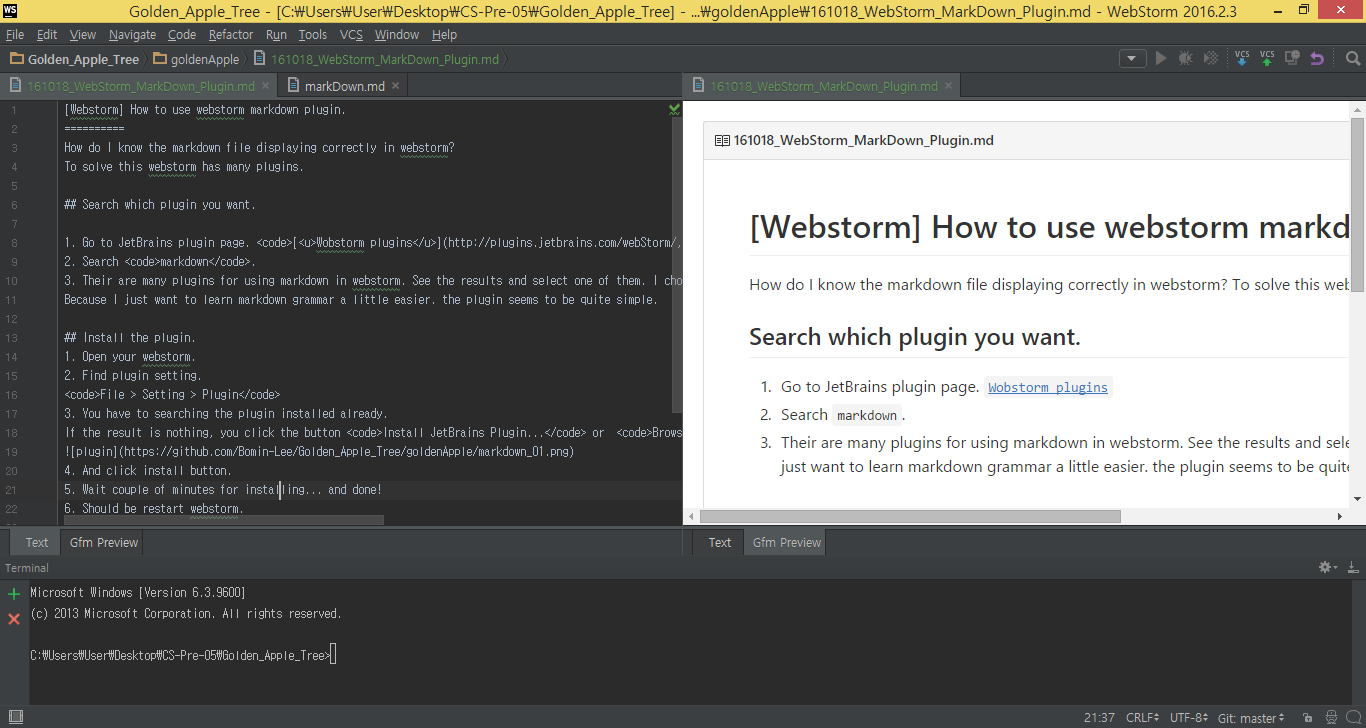 WS
Golden_Apple_Tree - [C:₩Users₩User₩Desktop₩CS-Pre-05₩Golden_Apple_Tree] - ...₩goldenApple₩161018_WebStorm_MarkDown_Plugin.md - WebStorm 2016.2.3
File Edit View Navigate Code Refactor Run Tools VCS Window Help
Golden_Apple_Tree goldenApple 161018_WebStorm_MarkDown_Plugin.md
VCS VCS
161018_WebStorm_MarkDown_Plugin.md markDown.md
1 [Webstorm] How to use webstorm markdown plugin.
2 ==========
3 How do I know the markdown file displaying correctly in webstorm?
4 To solve this webstorm has many plugins.
5
6 ## Search which plugin you want.
7
8 1. Go to JetBrains plugin page. <code>[<u>Wobstorm plugins</u>](http://plugins.jetbrains.com/webStorm/,
9 2. Search <code>markdown</code>.
10 3. Their are many plugins for using markdown in webstorm. See the results and select one of them. I cho
11 Because I just want to learn markdown grammar a little easier. the plugin seems to be quite simple.
12
13 ## Install the plugin.
14 1. Open your webstorm.
15 2. Find plugin setting.
16 <code>File > Setting > Plugin</code>
17 3. You have to searching the plugin installed already.
18 If the result is nothing, you click the button <code>Install JetBrains Plugin...</code> or  <code>Brows
19 ![plugin](https://github.com/Bomin-Lee/Golden_Apple_Tree/goldenApple/markdown_01.png)
20 4. And click install button.
21 5. Wait couple of minutes for installing... and done!
22 6. Should be restart webstorm.
Text Gfm Preview
161018_WebStorm_MarkDown_Plugin.md
161018_WebStorm_MarkDown_Plugin.md
[Webstorm] How to use webstorm markd
How do I know the markdown file displaying correctly in webstorm? To solve this web
Search which plugin you want.
1. Go to JetBrains plugin page. Wobstorm plugins
2. Search markdown.
3. Their are many plugins for using markdown in webstorm. See the results and sele
just want to learn markdown grammar a little easier. the plugin seems to be quite
Text Gfm Preview
Terminal
Microsoft Windows [Version 6.3.9600]
(c) 2013 Microsoft Corporation. All rights reserved.
C:₩Users₩User₩Desktop₩CS-Pre-05₩Golden_Apple_Tree>
21:37 CRLF UTF-8 Git: master